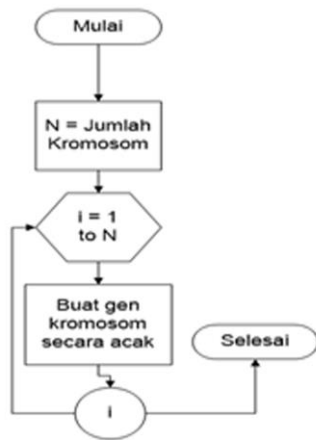 Mulai
N = Jumlah
Kromosom
i = 1
to N
Buat gen
kromosom
secara acak
Selesai
i